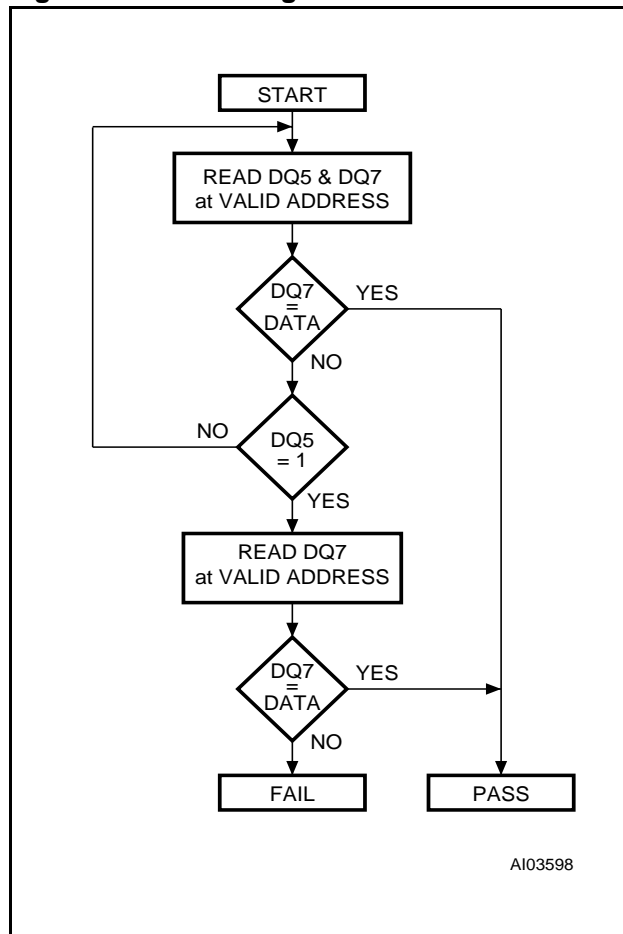 START
READ DQ5 & DQ7
at VALID ADDRESS
DQ7
=
DATA
YES
NO
DQ5
= 1
NO
YES
READ DQ7
at VALID ADDRESS
DQ7
=
DATA
YES
NO
FAIL
PASS
AI03598